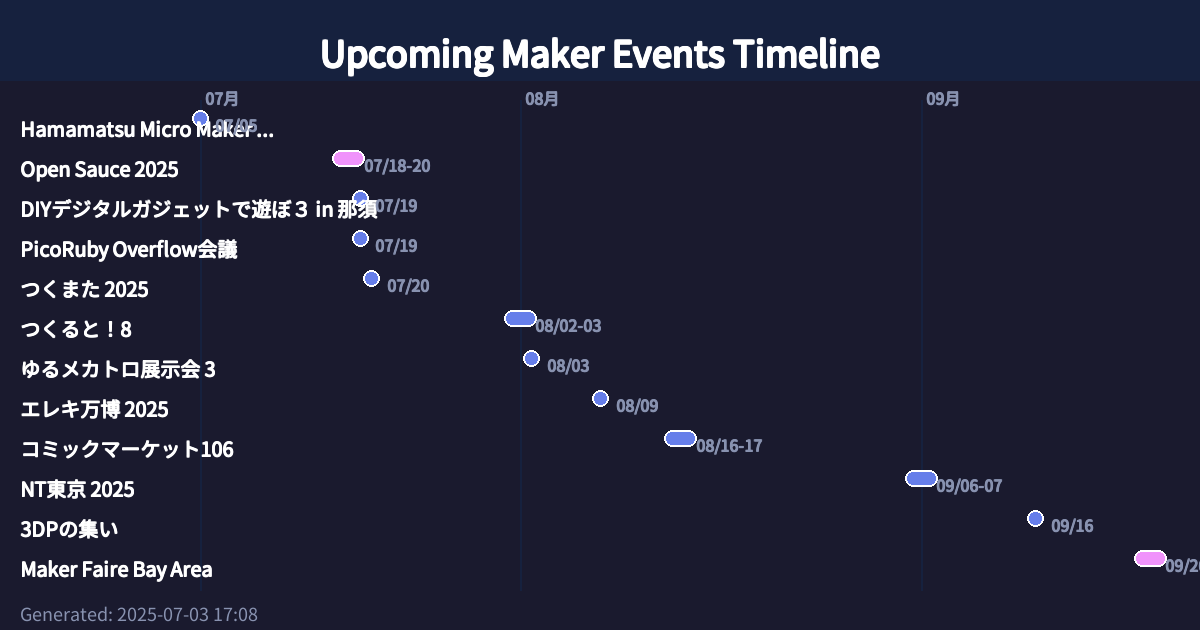 Upcoming Maker Events Timeline
07月 08月 09月
Hamamatsu Micro Maker... 07/05
Open Sauce 2025 07/18-20
DIYデジタルガジェットで遊ぼ３ in 那須 07/19
PicoRuby Overflow会議 07/19
つくまた 2025 07/20
つくると！8 08/02-03
ゆるメカトロ展示会 3 08/03
エレキ万博 2025 08/09
コミックマーケット106 08/16-17
NT東京 2025 09/06-07
3DPの集い 09/16
Maker Faire Bay Area
Generated: 2025-07-03 17:08